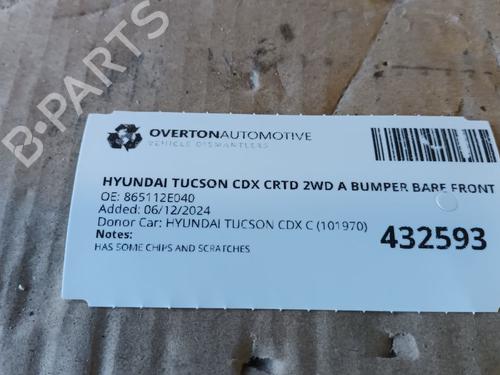 B-PARTS
OVERTONAUTOMOTIVE
VEHICLE DISMANTLERS
HYUNDAI TUCSON CDX CRTD 2WD A BUMPER BARE FRONT
OE: 865112E040
Added: 06/12/2024
Donor Car: HYUNDAI TUCSON CDX C (101970)
Notes:
HAS SOME CHIPS AND SCRATCHES
432593